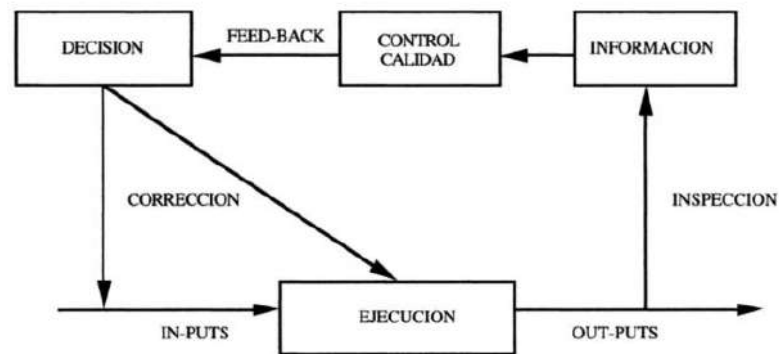 DECISION
FEED-BACK
CONTROL
CALIDAD
INFORMACION
CORRECCION
INSPECCION
IN-PUTS
EJECUCION
OUT-PUTS